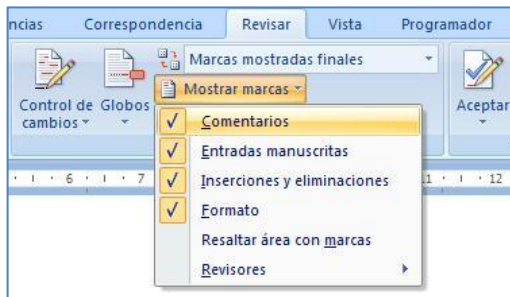 ncias Correspondencia Revisar Vista Programador
Marcas mostradas finales
Mostrar marcas
Control de cambios
Globos
Aceptar
Comentarios
Entradas manuscritas
Inserciones y eliminaciones
Formato
Resaltar área con marcas
Revisores
6 7 11 12